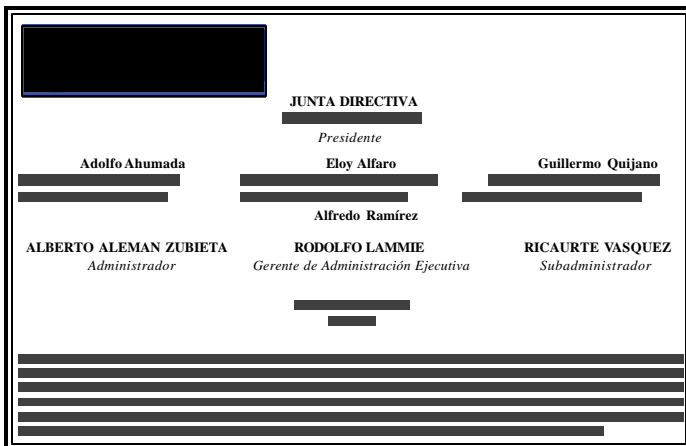 JUNTA DIRECTIVA
Presidente
Adolfo Ahumada Eloy Alfaro Guillermo Quijano
Alfredo Ramírez
ALBERTO ALEMAN ZUBIETA RODOLFO LAMMIE RICAURTE VASQUEZ
Administrador Gerente de Administración Ejecutiva Subadministrador